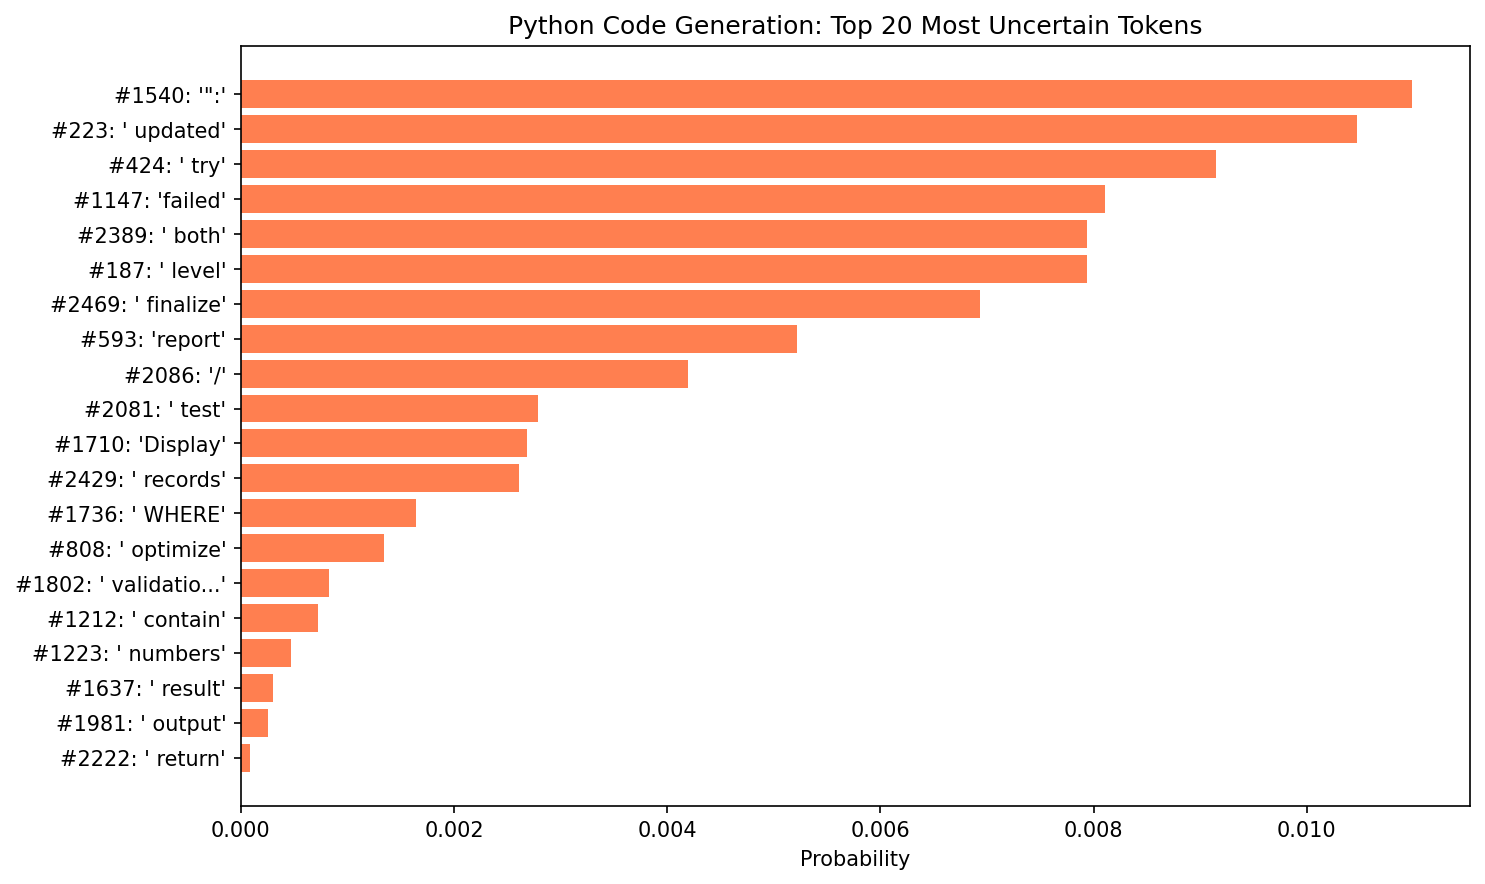 Python Code Generation: Top 20 Most Uncertain Tokens
#1540: '":'
#223: ' updated'
#424: ' try'
#1147: 'failed'
#2389: ' both'
#187: ' level'
#2469: ' finalize'
#593: 'report'
#2086: '/'
#2081: ' test'
#1710: 'Display'
#2429: ' records'
#1736: ' WHERE'
#808: ' optimize'
#1802: ' validatio...'
#1212: ' contain'
#1223: ' numbers'
#1637: ' result'
#1981: ' output'
#2222: ' return'
0.000 0.002 0.004 0.006 0.008 0.010
Probability